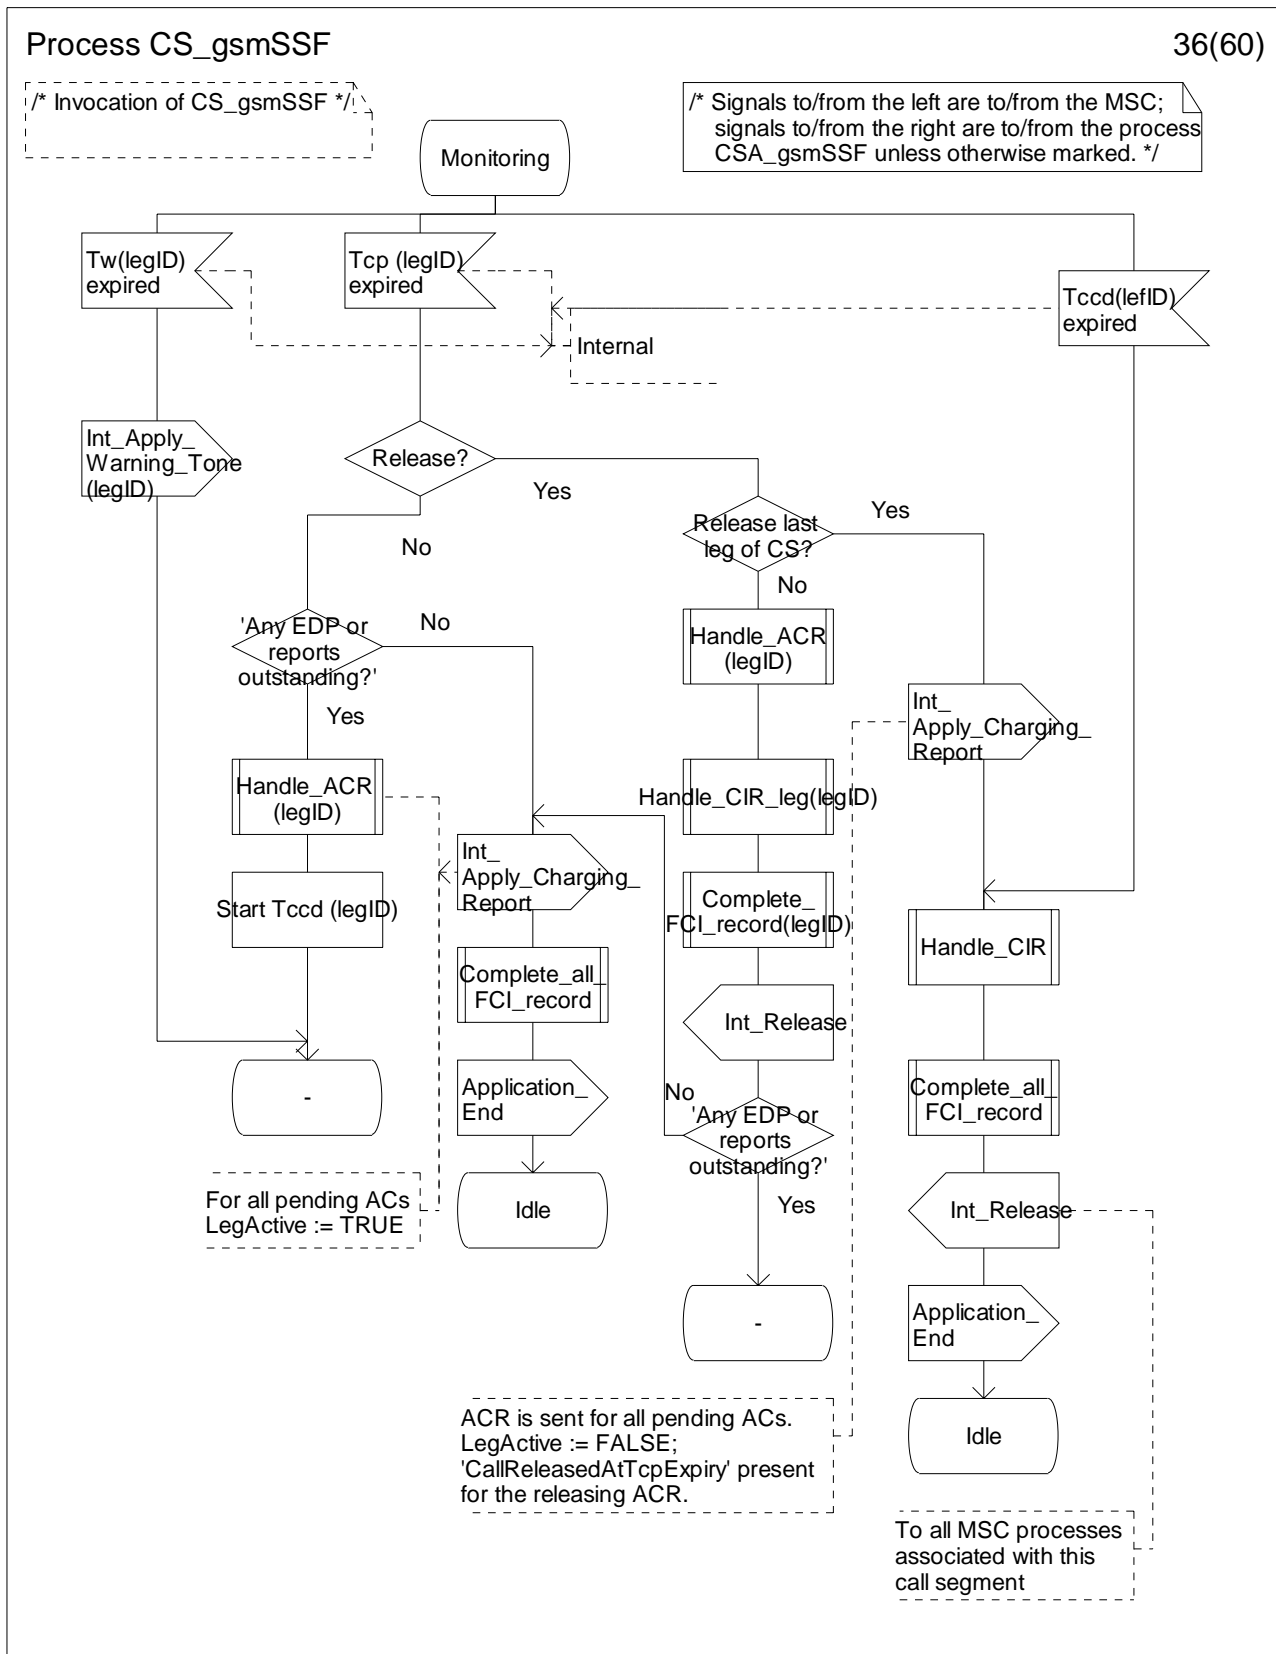 Process CS_gsmSSF
36(60)
/* Invocation of CS_gsmSSF */
/* Signals to/from the left are to/from the MSC;
signals to/from the right are to/from the process
CSA_gsmSSF unless otherwise marked. */
Monitoring
Tw(legID)
expired
Tcp (legID)
expired
Tccd(lefID)
expired
Internal
Int_Apply_
Warning_Tone
(legID)
Release?
Yes
No
Release last
leg of CS?
Yes
No
'Any EDP or
reports
outstanding?'
No
Yes
Handle_ACR
(legID)
Int_
Apply_Charging_
Report
Handle_ACR
(legID)
Handle_CIR_leg(legID)
Int_
Apply_Charging_
Report
Start Tccd (legID)
Complete_
FCI_record(legID)
Handle_CIR
Complete_all_
FCI_record
Int_Release
Application_
End
No
'Any EDP or
reports
outstanding?'
Yes
Complete_all_
FCI_record
-
For all pending ACs
LegActive := TRUE
Idle
Int_Release
-
Application_
End
ACR is sent for all pending ACs.
LegActive := FALSE;
'CallReleasedAtTcpExpiry' present
for the releasing ACR.
Idle
To all MSC processes
associated with this
call segment